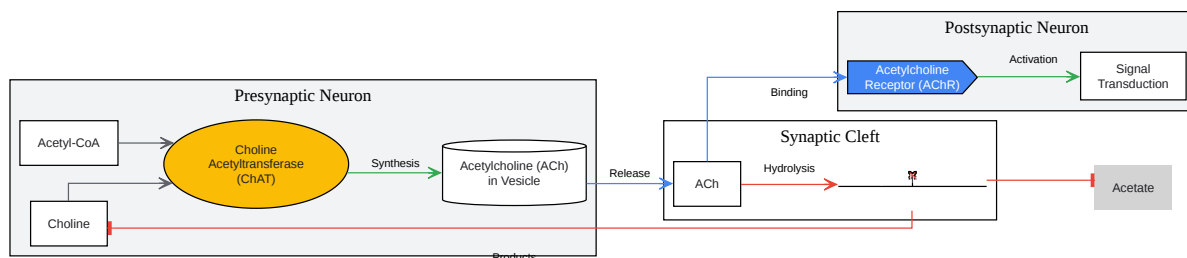 Postsynaptic Neuron
Acetylcholine
Receptor (AChR)
Activation
Signal
Transduction
Binding
Presynaptic Neuron
Acetyl-CoA
Choline
Acetyltransferase
(ChAT)
Synthesis
Acetylcholine (ACh)
in Vesicle
Choline
Release
Synaptic Cleft
ACh
Hydrolysis
Acetate
Products